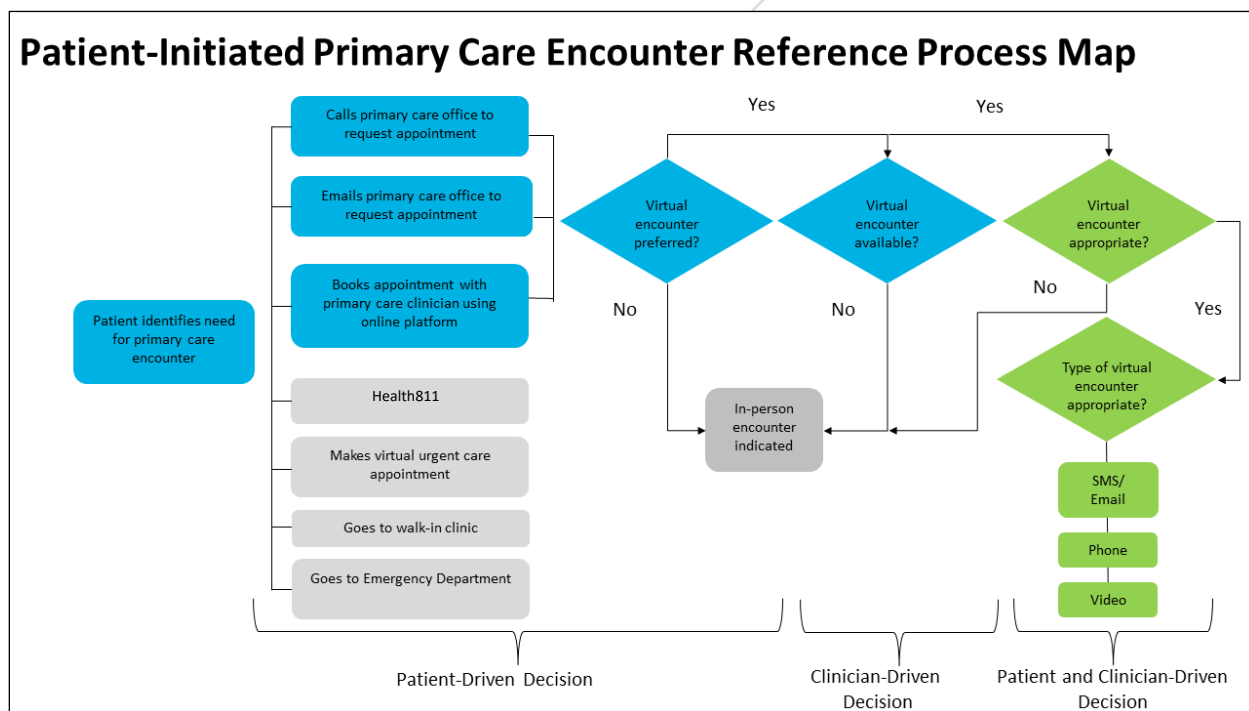 Patient-Initiated Primary Care Encounter Reference Process Map
Calls primary care office to
request appointment
Emails primary care office to
request appointment
Books appointment with
primary care clinician using
online platform
Patient identifies need
for primary care
encounter
Health811
Makes virtual urgent care
appointment
Goes to walk-in clinic
Goes to Emergency Department
Yes
Yes
Virtual
encounter
preferred?
Virtual
encounter
available?
Virtual
encounter
appropriate?
No
No
No
Yes
In-person
encounter
indicated
Type of virtual
encounter
appropriate?
SMS/
Email
Phone
Video
Patient-Driven Decision
Clinician-Driven
Decision
Patient and Clinician-Driven
Decision